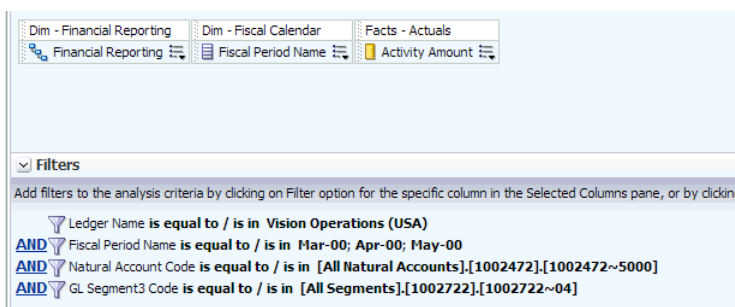 Dim - Financial Reporting Dim - Fiscal Calendar Facts - Actuals
Financial Reporting Fiscal Period Name Activity Amount
Filters
Add filters to the analysis criteria by clicking on Filter option for the specific column in the Selected Columns pane, or by clickin
Ledger Name is equal to / is in Vision Operations (USA)
AND Fiscal Period Name is equal to / is in Mar-00; Apr-00; May-00
AND Natural Account Code is equal to / is in [All Natural Accounts].[1002472].[1002472~5000]
AND GL Segment3 Code is equal to / is in [All Segments].[1002722].[1002722~04]